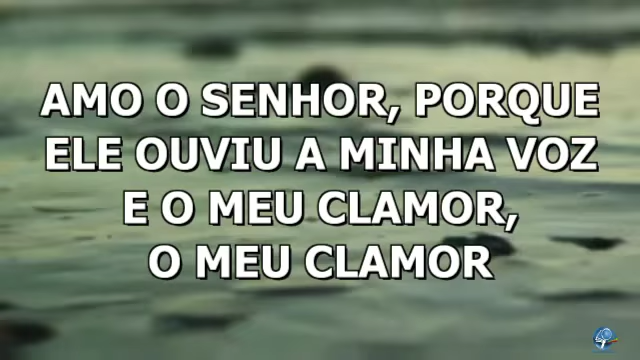 AMO O SENHOR, PORQUE
ELE OUVIU A MINHA VOZ
E O MEU CLAMOR,
O MEU CLAMOR